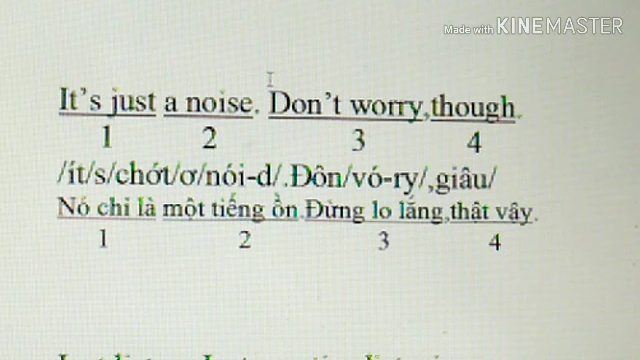 Made with KINEMASTER
It's just a noise. Don't worry,though.
1 2 3 4
/ít/s/chớt/ơ/nói-d/.Đôn/vó-ry/,giâu/
Nó chỉ là một tiếng ồn.Đừng lo lắng,thật vậy.
1 2 3 4